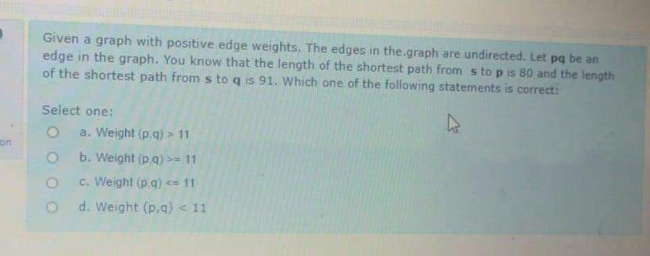 Given a graph with positive edge weights. The edges in the.graph are undirected. Let pq be an
edge in the graph. You know that the length of the shortest path from s to p is 80 and the length
of the shortest path from s to q is 91. Which one of the following statements is correct:
Select one:
a. Weight (p,q) > 11
on
b. Weight (p,q) >= 11
c. Weight (p,q) <= 11
d. Weight (p,q) < 11